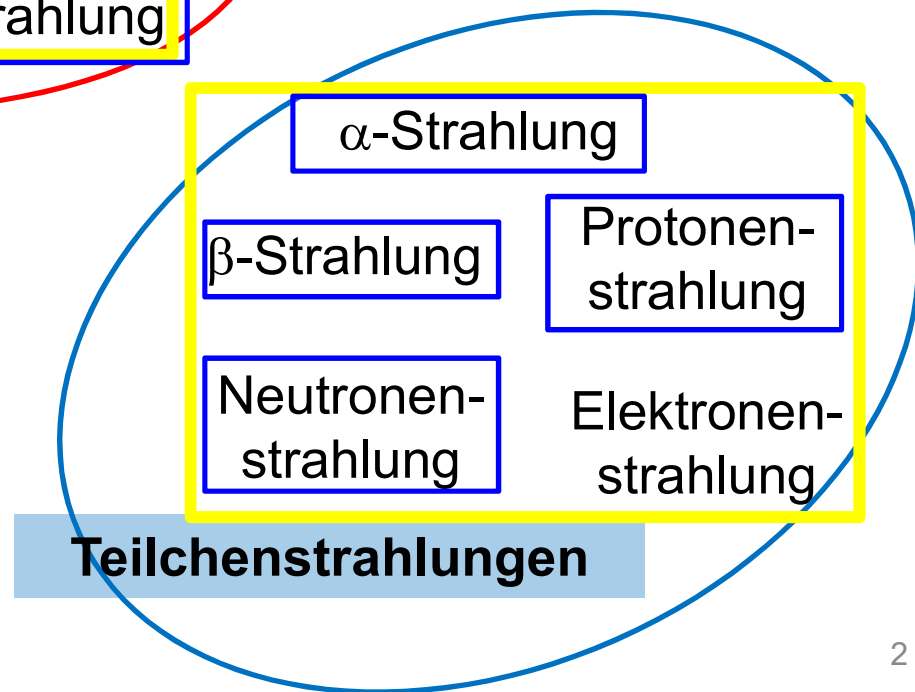 rahlung
α-Strahlung
β-Strahlung
Protonen-
strahlung
Neutronen-
strahlung
Elektronen-
strahlung
Teilchenstrahlungen
2